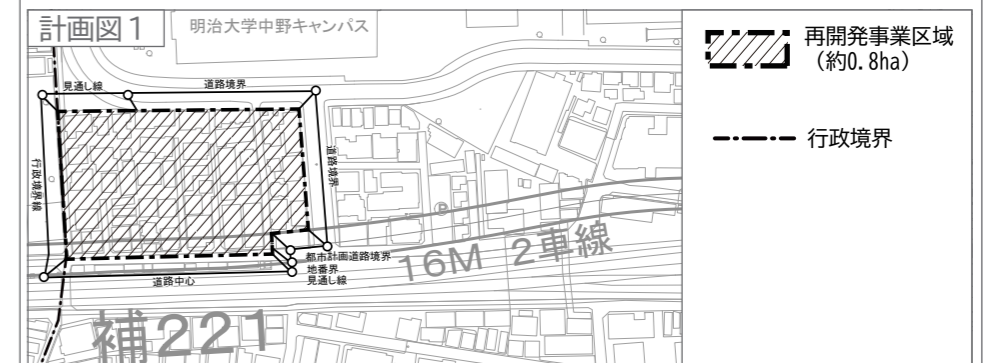 計画図1
明治大学中野キャンパス
再開発事業区域
（約0.8ha）
行政境界
見通し線
道路境界
行政境界線
道路境界
P
都市計画道路境界
地番界
見通し線
道路中心
16M 2車線
補221